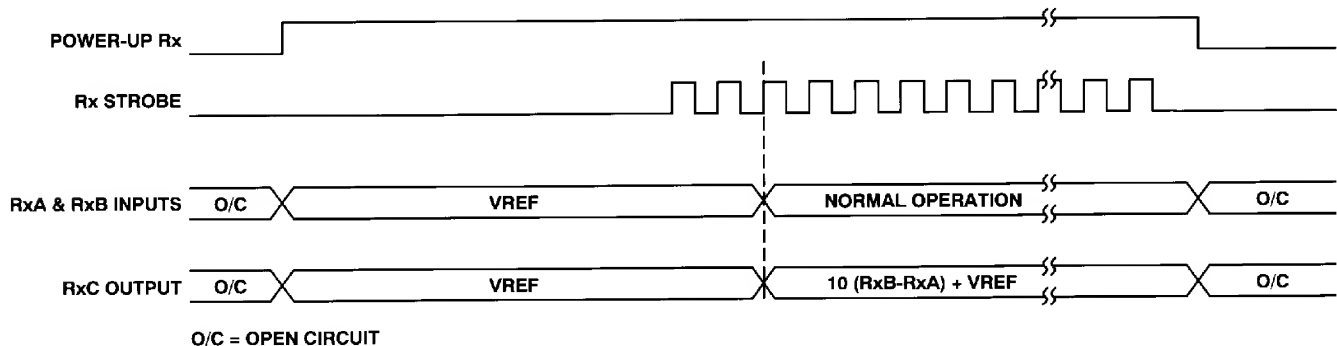 POWER-UP Rx
Rx STROBE
RxA & RxB INPUTS O/C VREF NORMAL OPERATION O/C
RxC OUTPUT O/C VREF 10 (RxB-RxA) + VREF O/C
O/C = OPEN CIRCUIT